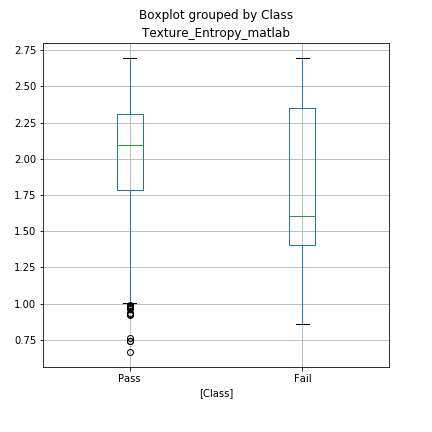 Boxplot grouped by Class
Texture_Entropy_matlab
2.75
2.50
2.25
2.00
1.75
1.50
1.25
1.00
0.75
Pass Fail
[Class]